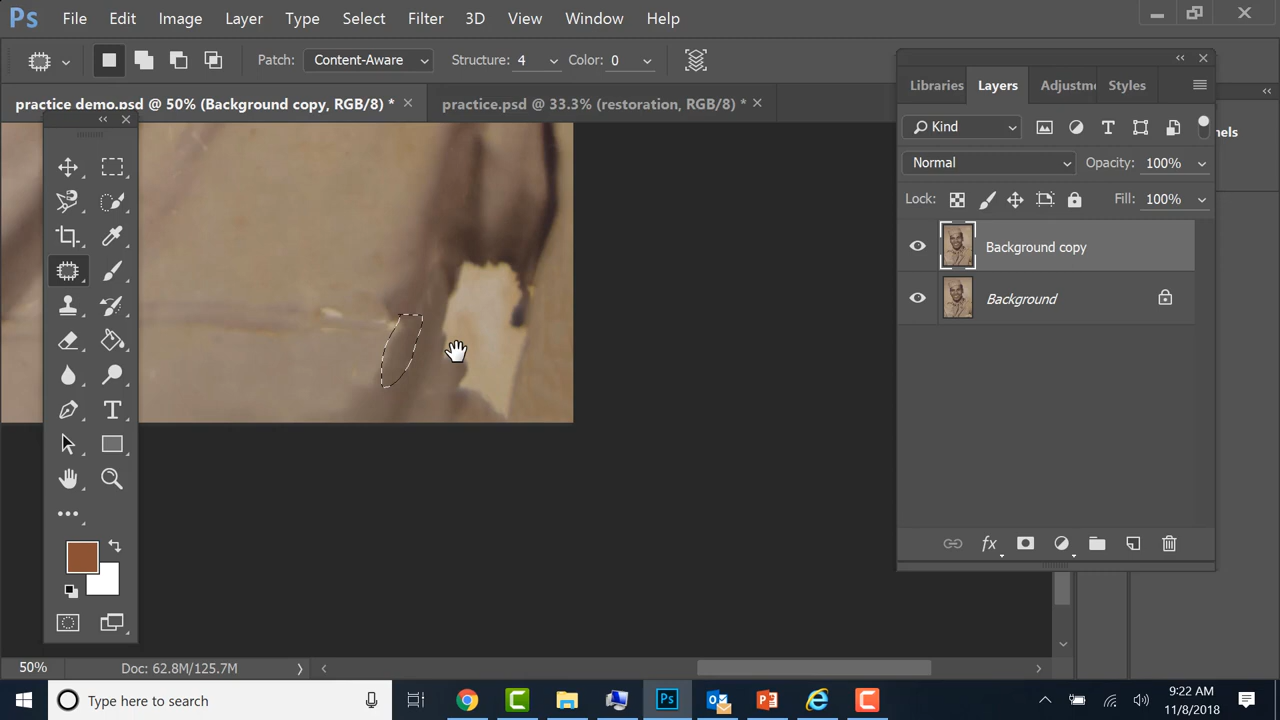 Ps File Edit Image Layer Type Select Filter 3D View Window Help
Patch: Content-Aware Structure: 4 Color: 0
practice demo.psd @ 50% (Background copy, RGB/8) * × practice.psd @ 33.3% (restoration, RGB/8) * ×
Libraries Layers Adjustme Styles
nels
Kind T
Normal Opacity: 100%
Lock: Fill: 100%
Background copy
Background
T
fx
50% Doc: 62.8M/125.7M
Type here to search
Ps
9:22 AM
11/8/2018